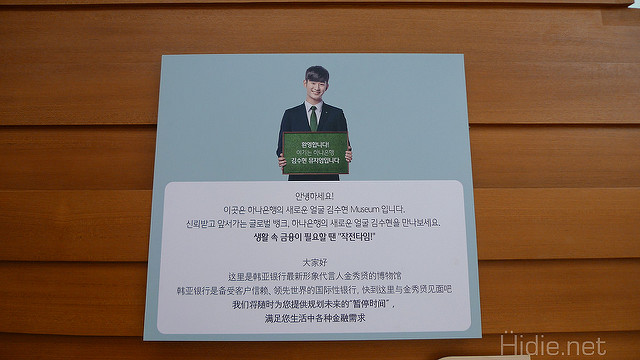 환영합니다!
여기는 하나은행
김수현 뮤지엄입니다
안녕하세요!
이곳은 하나은행의 새로운 얼굴 김수현 Museum 입니다.
신뢰받고 앞서가는 글로벌 뱅크, 하나은행의 새로운 얼굴 김수현을 만나보세요.
생활 속 금융이 필요할 땐 "작전타임!"
大家好
这里是韩亚银行最新形象代言人金秀贤的博物馆
韩亚银行是备受客户信赖、领先世界的国际性银行, 快到这里与金秀贤见面吧
我们将随时为您提供规划未来的"暂停时间",
满足您生活中各种金融需求
Hidie.net